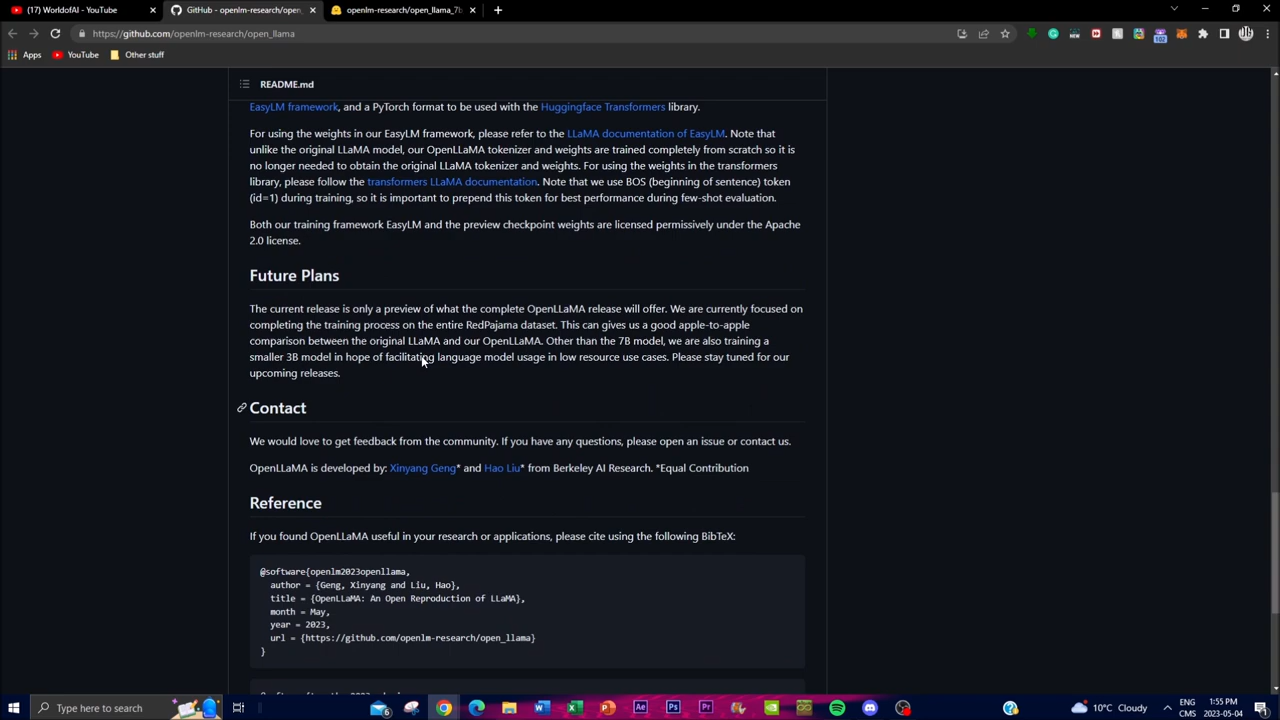 (17) WorldofAI - YouTube
GitHub - openlm-research/open_
openlm-research/open_llama_7b
https://github.com/openlm-research/open_llama
102
Apps
YouTube
Other stuff
README.md
EasyLM framework, and a PyTorch format to be used with the Huggingface Transformers library.
For using the weights in our EasyLM framework, please refer to the LLaMA documentation of EasyLM. Note that
unlike the original LLaMA model, our OpenLLaMA tokenizer and weights are trained completely from scratch so it is
no longer needed to obtain the original LLaMA tokenizer and weights. For using the weights in the transformers
library, please follow the transformers LLaMA documentation. Note that we use BOS (beginning of sentence) token
(id=1) during training, so it is important to prepend this token for best performance during few-shot evaluation.
Both our training framework EasyLM and the preview checkpoint weights are licensed permissively under the Apache
2.0 license.
Future Plans
The current release is only a preview of what the complete OpenLLaMA release will offer. We are currently focused on
completing the training process on the entire RedPajama dataset. This can gives us a good apple-to-apple
comparison between the original LLaMA and our OpenLLaMA. Other than the 7B model, we are also training a
smaller 3B model in hope of facilitating language model usage in low resource use cases. Please stay tuned for our
upcoming releases.
Contact
We would love to get feedback from the community. If you have any questions, please open an issue or contact us.
OpenLLaMA is developed by: Xinyang Geng* and Hao Liu* from Berkeley AI Research. *Equal Contribution
Reference
If you found OpenLLaMA useful in your research or applications, please cite using the following BibTeX:
@software{openlm2023openllama,
author = {Geng, Xinyang and Liu, Hao},
title = {OpenLLaMA: An Open Reproduction of LLaMA},
month = May,
year = 2023,
url = {https://github.com/openlm-research/open_llama}
}
Type here to search
6
W
X
P
Ae
Ps
Pr
10°C Cloudy
ENG
CMS
1:55 PM
2023-05-04
1